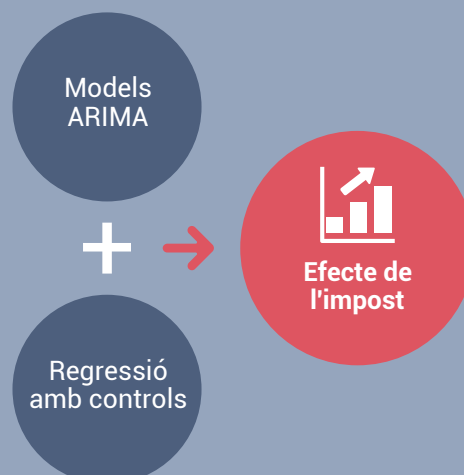 Models
ARIMA
+
Efecte de
l'impost
Regressió
amb controls